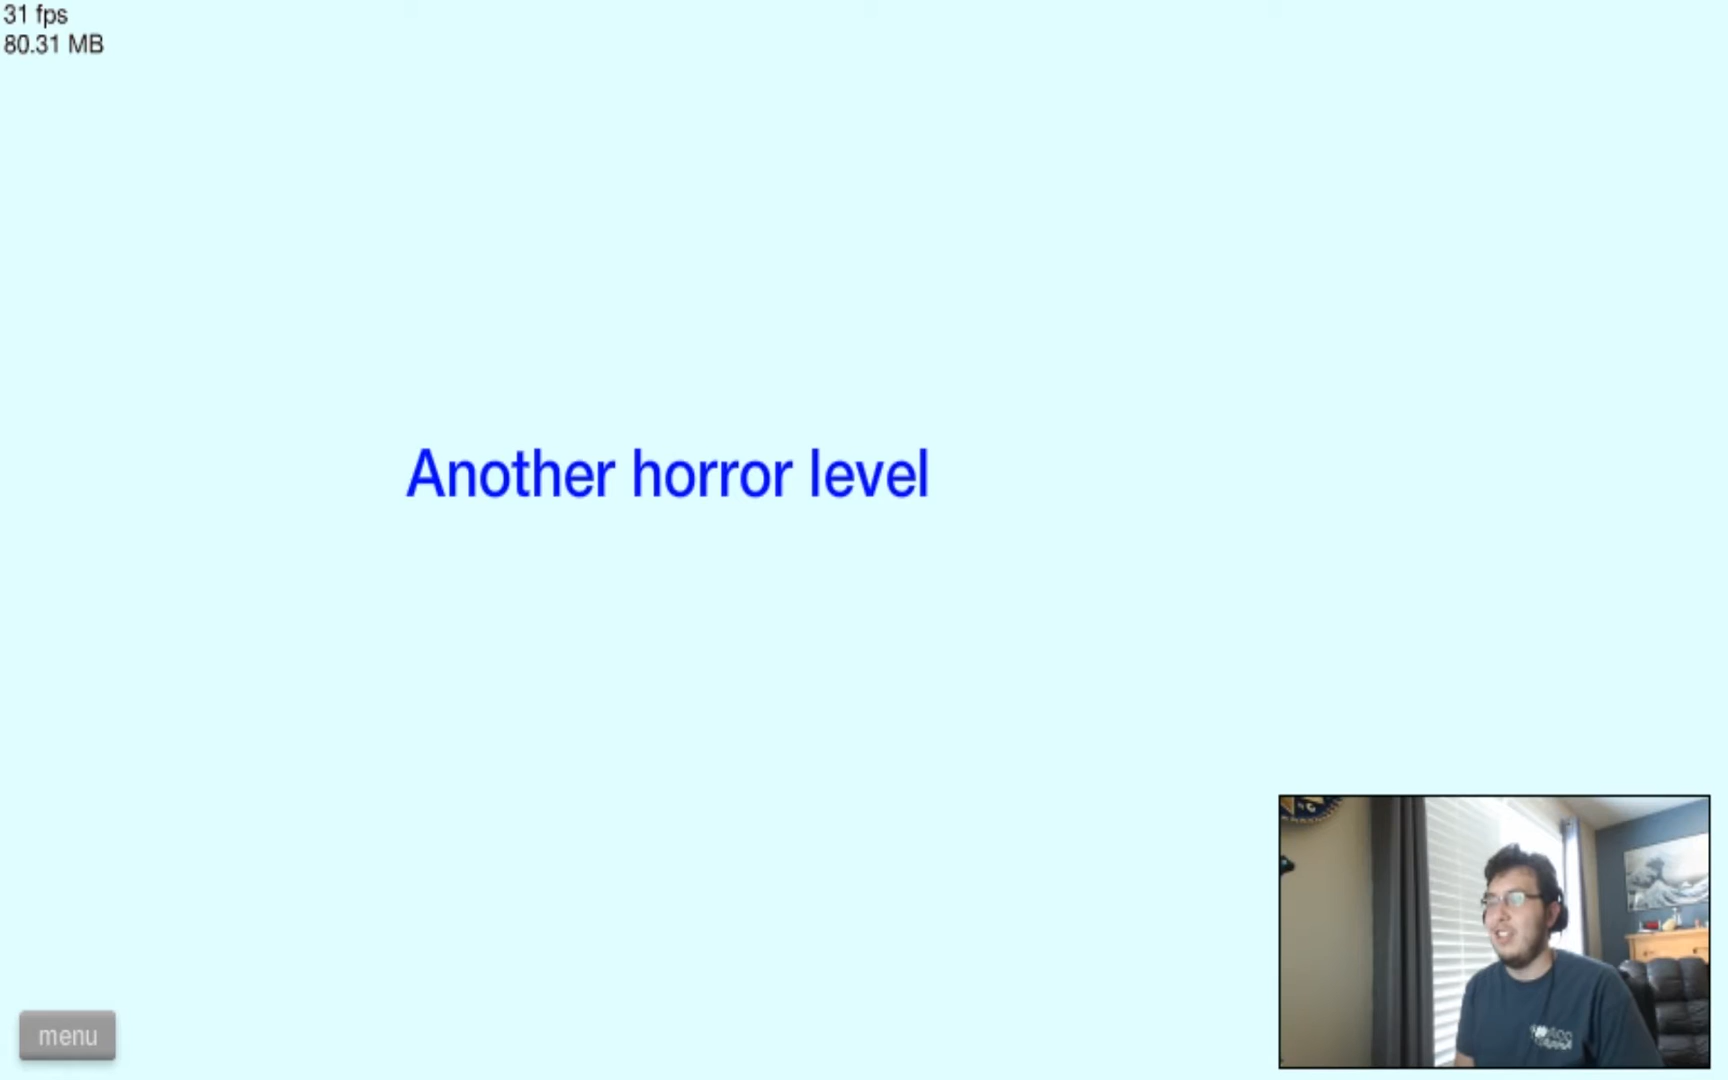 31 fps
80.31 MB
Another horror level
menu